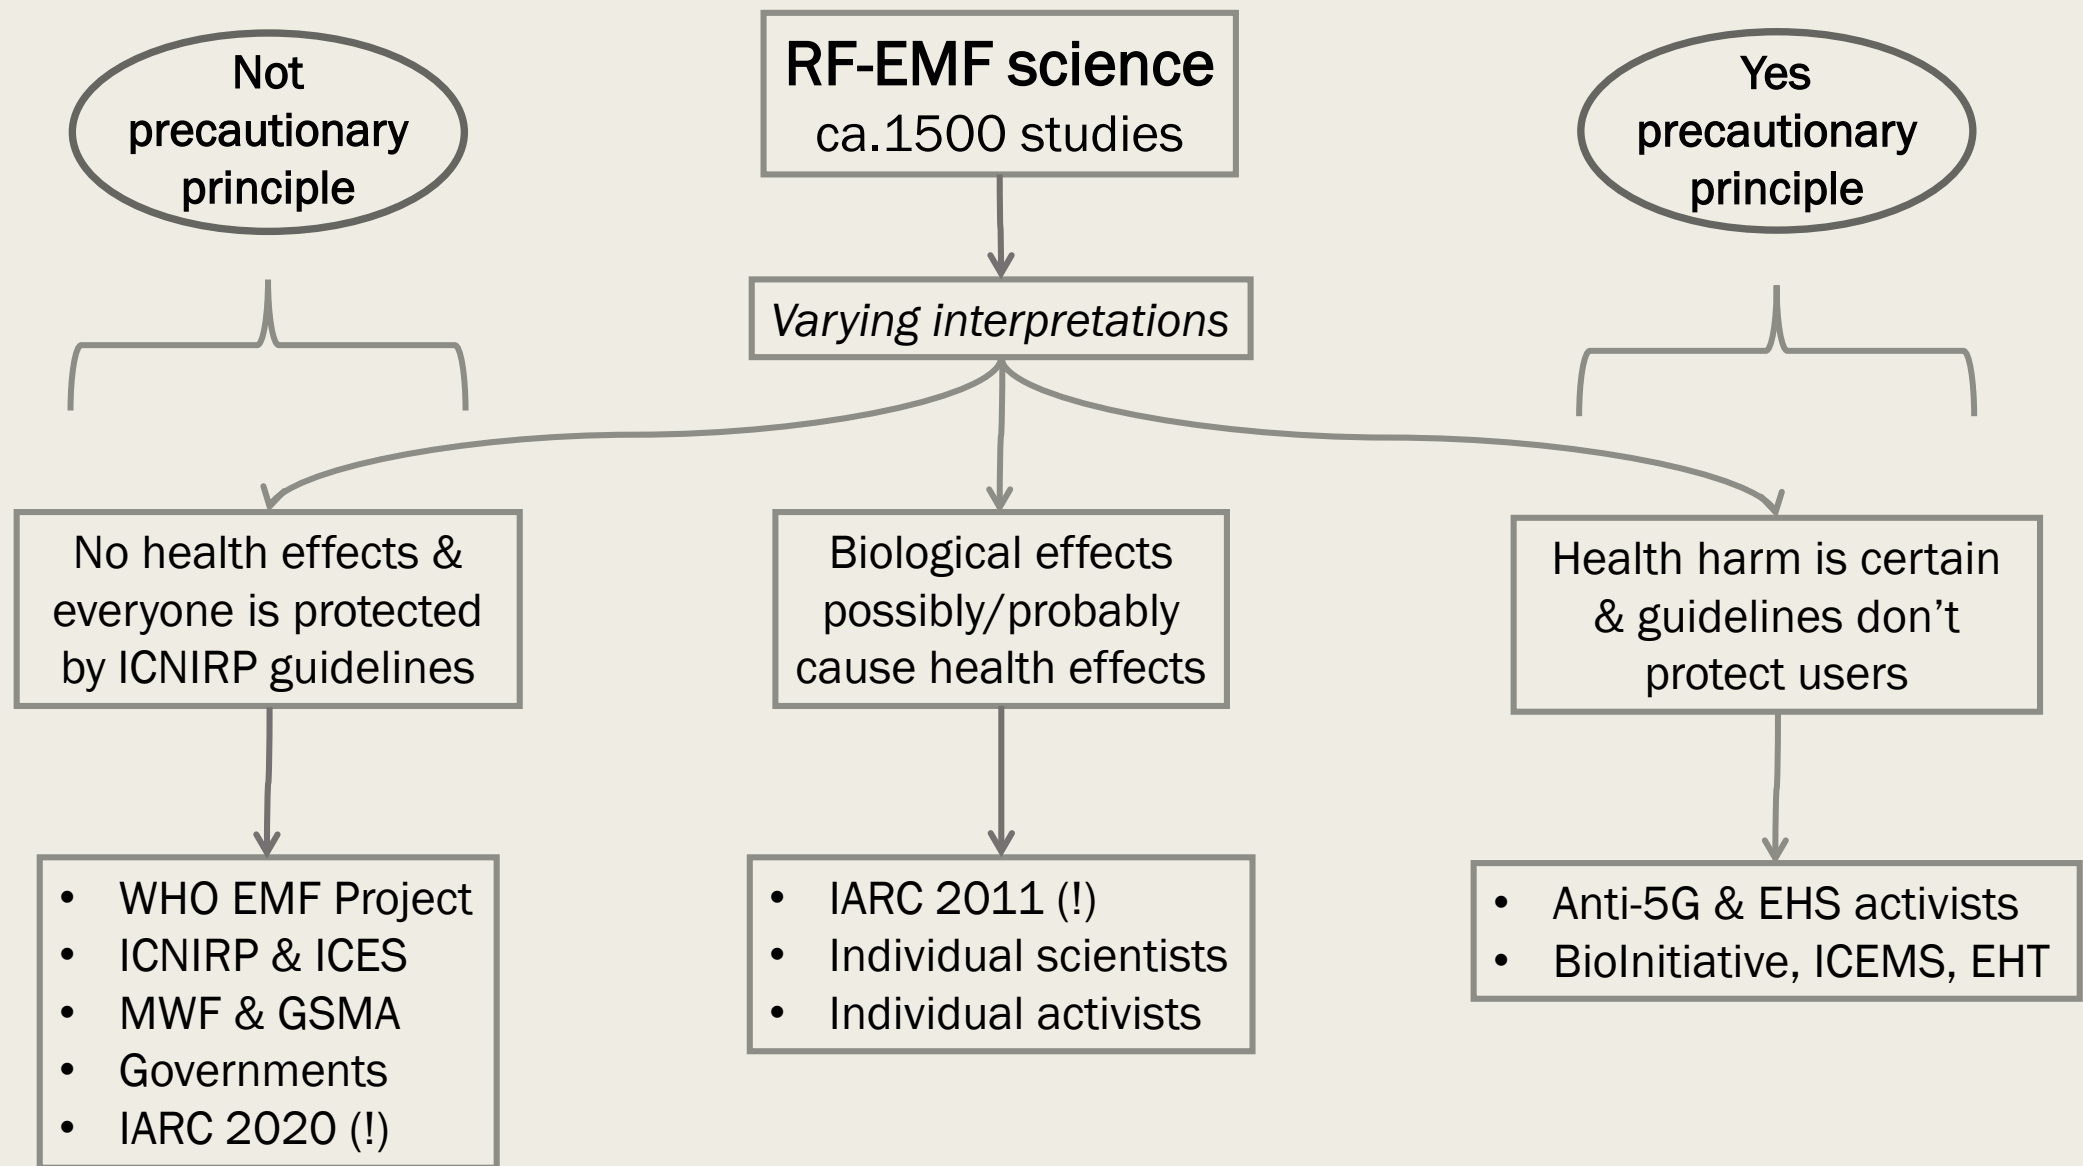 Not
precautionary
principle
RF-EMF science
ca.1500 studies
Yes
precautionary
principle
Varying interpretations
No health effects &
everyone is protected
by ICNIRP guidelines
Biological effects
possibly/probably
cause health effects
Health harm is certain
& guidelines don’t
protect users
• WHO EMF Project
• ICNIRP & ICES
• MWF & GSMA
• Governments
• IARC 2020 (!)
• IARC 2011 (!)
• Individual scientists
• Individual activists
• Anti-5G & EHS activists
• BioInitiative, ICEMS, EHT